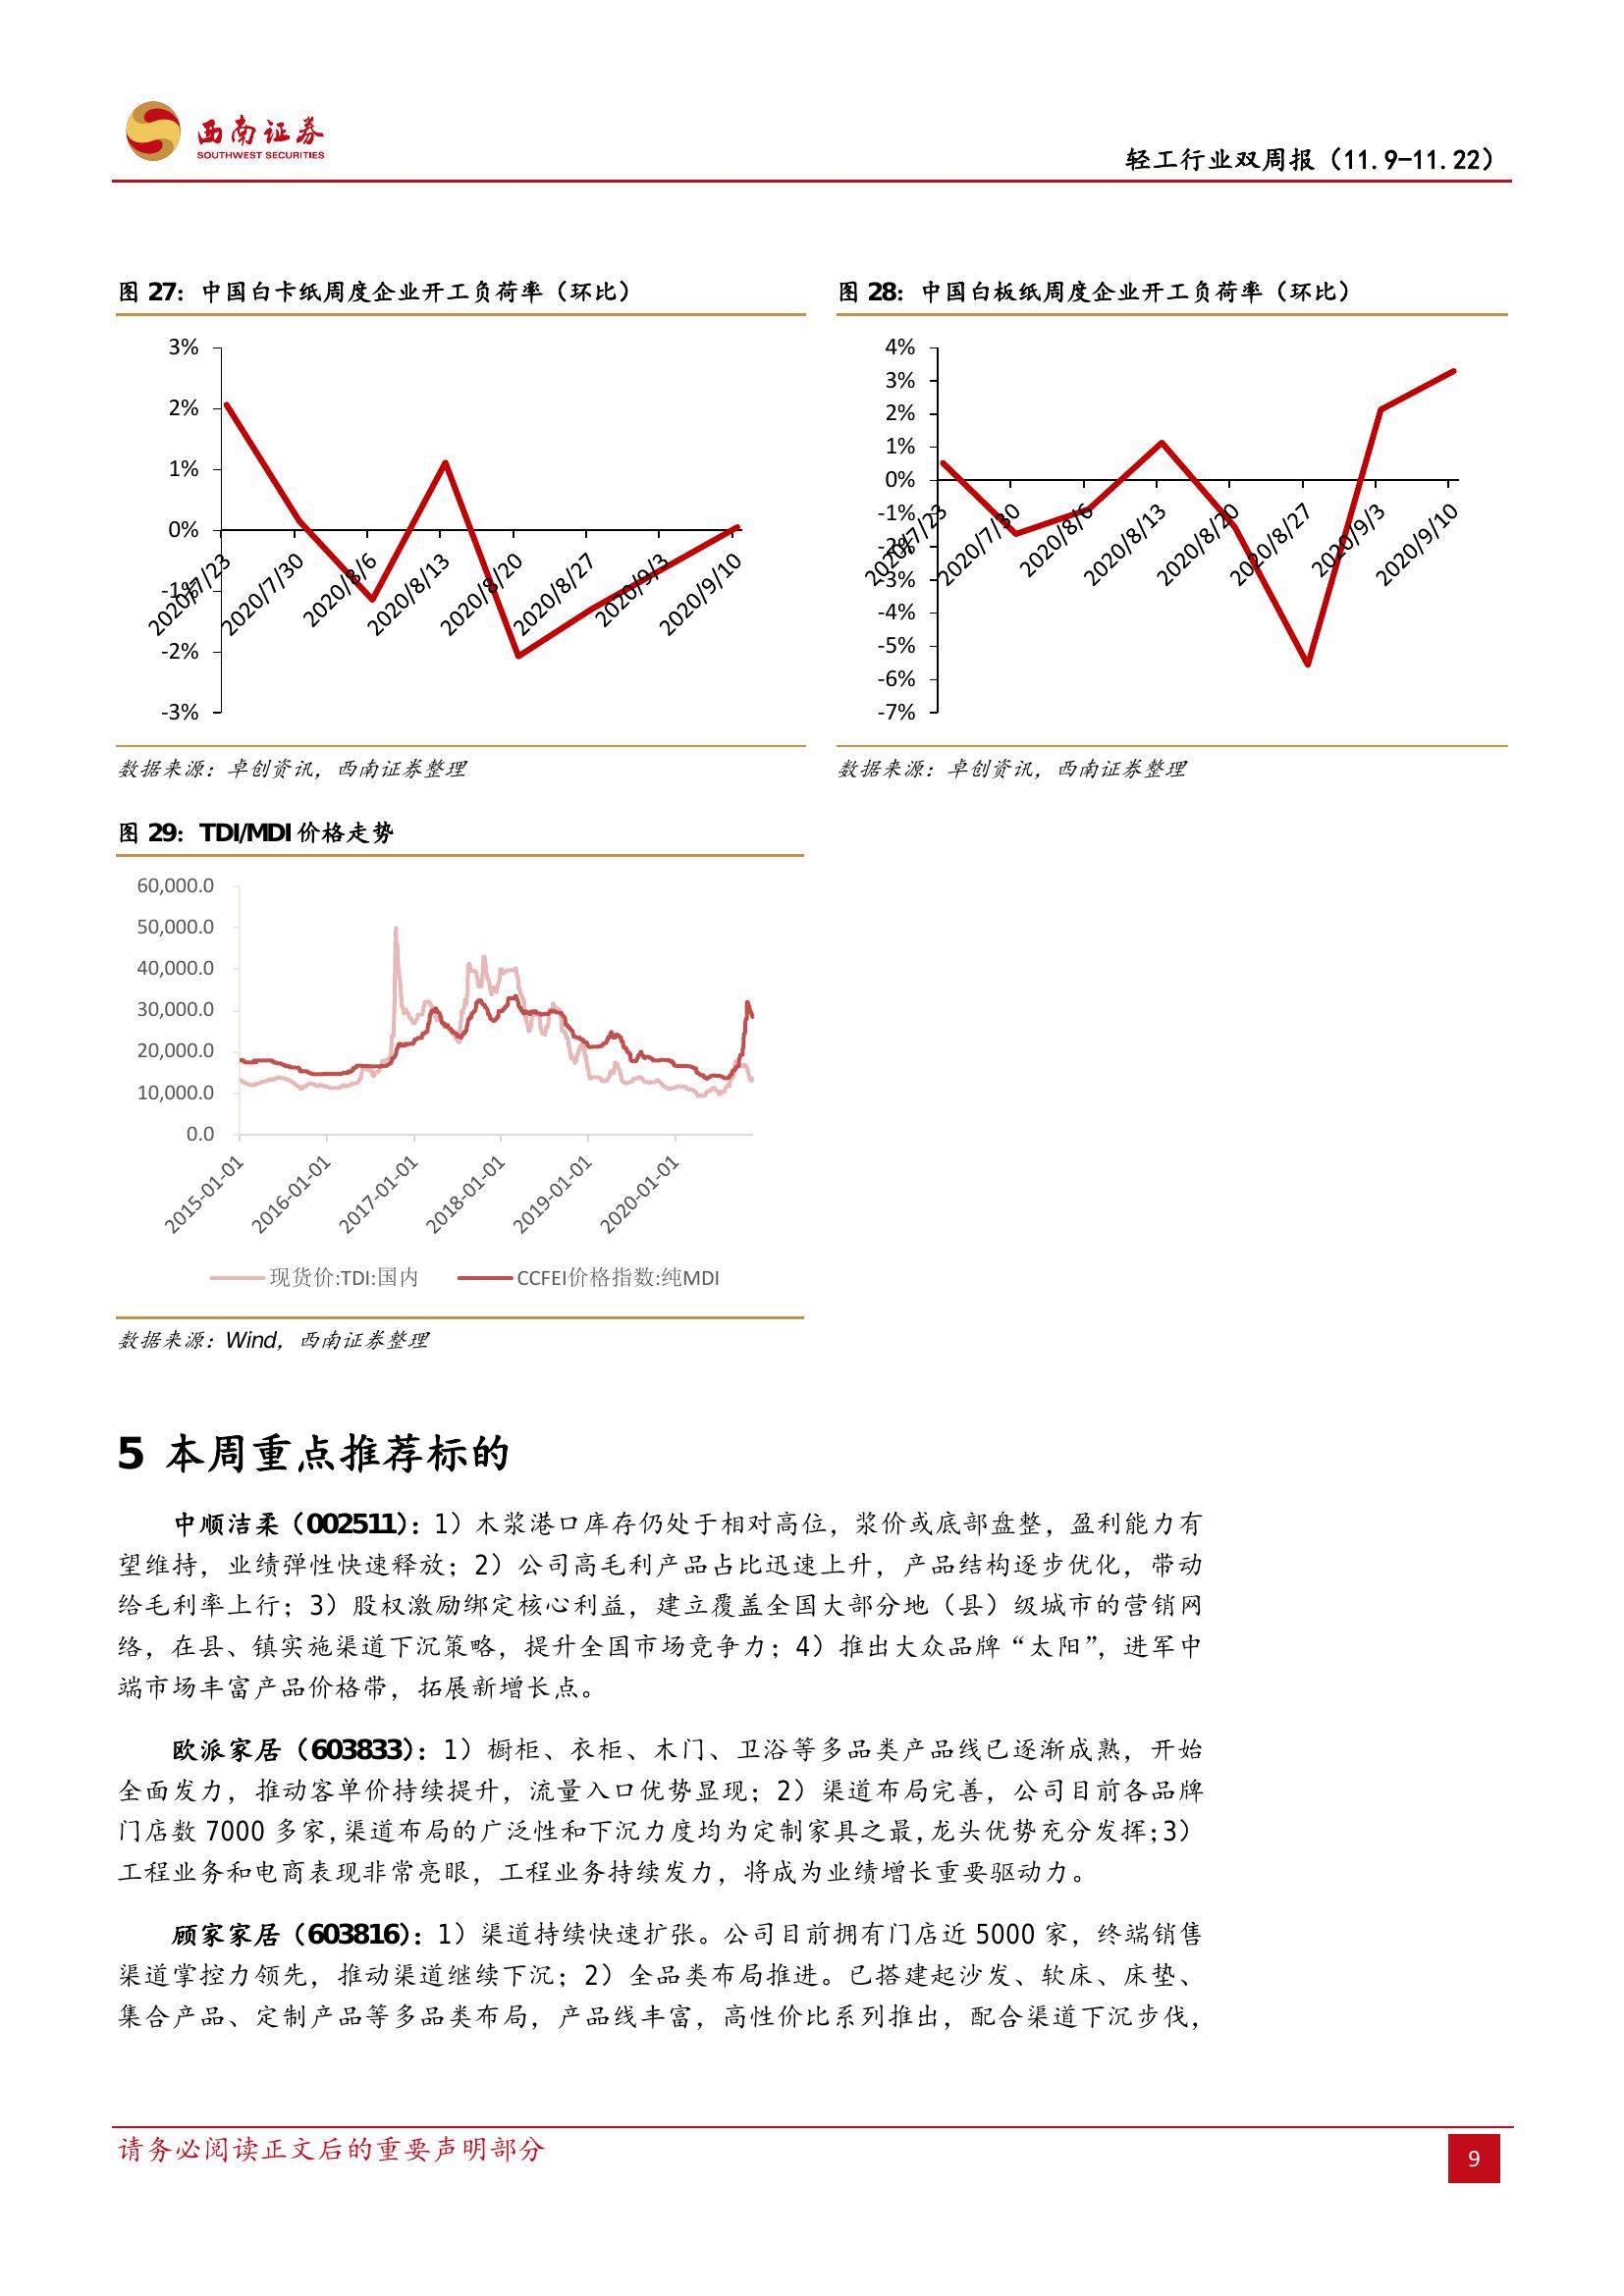 西南证券
SOUTHWEST SECURITIES
轻工行业双周报（11.9-11.22）
图 27：中国白卡纸周度企业开工负荷率（环比）
3%
2%
1%
0%
-1%
-2%
-3%
2020/7/23
2020/7/30
2020/8/6
2020/8/13
2020/8/20
2020/8/27
2020/9/3
2020/9/10
数据来源：卓创资讯，西南证券整理
图 28：中国白板纸周度企业开工负荷率（环比）
4%
3%
2%
1%
0%
-1%
-2%
-3%
-4%
-5%
-6%
-7%
2020/7/23
2020/7/30
2020/8/6
2020/8/13
2020/8/20
2020/8/27
2020/9/3
2020/9/10
数据来源：卓创资讯，西南证券整理
图 29：TDI/MDI 价格走势
60,000.0
50,000.0
40,000.0
30,000.0
20,000.0
10,000.0
0.0
2015-01-01
2016-01-01
2017-01-01
2018-01-01
2019-01-01
2020-01-01
现货价:TDI:国内
CCFEI价格指数:纯MDI
数据来源：Wind，西南证券整理
5 本周重点推荐标的
中顺洁柔（002511）：1）木浆港口库存仍处于相对高位，浆价或底部盘整，盈利能力有
望维持，业绩弹性快速释放；2）公司高毛利产品占比迅速上升，产品结构逐步优化，带动
给毛利率上行；3）股权激励绑定核心利益，建立覆盖全国大部分地（县）级城市的营销网
络，在县、镇实施渠道下沉策略，提升全国市场竞争力；4）推出大众品牌“太阳”，进军中
端市场丰富产品价格带，拓展新增长点。
欧派家居（603833）：1）橱柜、衣柜、木门、卫浴等多品类产品线已逐渐成熟，开始
全面发力，推动客单价持续提升，流量入口优势显现；2）渠道布局完善，公司目前各品牌
门店数 7000 多家，渠道布局的广泛性和下沉力度均为定制家具之最，龙头优势充分发挥；3）
工程业务和电商表现非常亮眼，工程业务持续发力，将成为业绩增长重要驱动力。
顾家家居（603816）：1）渠道持续快速扩张。公司目前拥有门店近 5000 家，终端销售
渠道掌控力领先，推动渠道继续下沉；2）全品类布局推进。已搭建起沙发、软床、床垫、
集合产品、定制产品等多品类布局，产品线丰富，高性价比系列推出，配合渠道下沉步伐，
请务必阅读正文后的重要声明部分
9